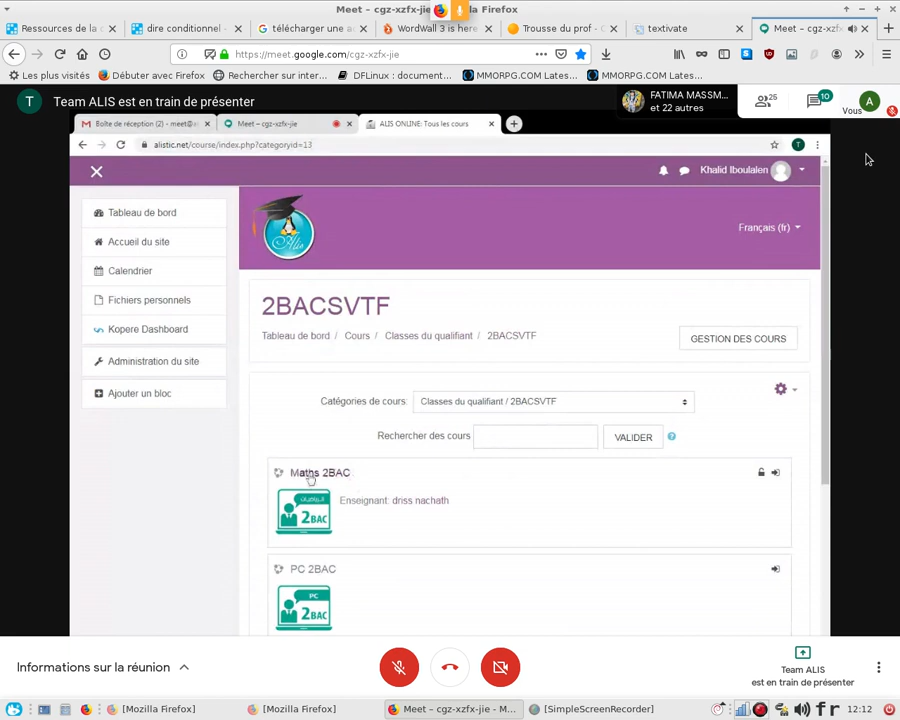 Meet – cgz-xzfx-
la Firefox
Ressources de la
dire conditionnel -
télécharger une a
WordWall 3 is here
Trousse du prof -
textivate
Meet – cgz-xzfx-
https://meet.google.com/cgz-xzfx-jie
Les plus visités
Débuter avec Firefox
Rechercher sur inter...
DFLinux : document...
MMORPG.COM Lates...
MMORPG.COM Lates...
T
Team ALIS est en train de présenter
FATIMA MASSM...
et 22 autres
25
10
Vous
A
Boîte de réception (2) - meet@
Meet – cgz-xzfx-jie
ALIS ONLINE: Tous les cours
alistic.net/course/index.php?categoryid=13
T
Khalid Iboulalen
Tableau de bord
Accueil du site
Calendrier
Fichiers personnels
Kopere Dashboard
Administration du site
Ajouter un bloc
Alis
Français (fr)
2BACSVTF
Tableau de bord / Cours / Classes du qualifiant / 2BACSVTF
GESTION DES COURS
Catégories de cours:
Classes du qualifiant / 2BACSVTF
Rechercher des cours
VALIDER
Maths 2BAC
الرياضيات
2BAC
Enseignant: driss nachath
PC 2BAC
PC
2BAC
Informations sur la réunion
Team ALIS
est en train de présenter
[Mozilla Firefox]
[Mozilla Firefox]
Meet – cgz-xzfx-jie - M...
[SimpleScreenRecorder]
fr
12:12